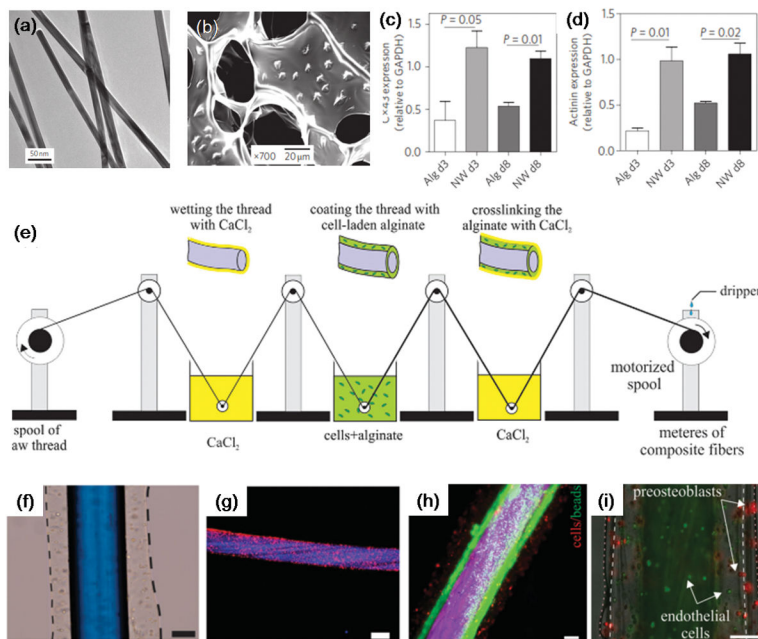 (a)
50 nm
(b)
×700
20 μm
(c)
expression
(relative to GAPDH)
P = 0.05
P = 0.01
1.5
1.0
0.5
0.0
Alg d3
NW d3
Alg d8
NW d8
(d)
Actinin expression
(relative to GAPDH)
P = 0.01
P = 0.02
1.5
1.0
0.5
0.0
Alg d3
NW d3
Alg d8
NW d8
(e)
wetting the thread
with CaCl₂
coating the thread with
cell-laden alginate
crosslinking the
alginate with CaCl₂
dripper
motorized
spool
spool of
aw thread
CaCl₂
cells+alginate
CaCl₂
meteres of
composite fibers
(f)
(g)
(h)
cells/beads
(i)
preosteoblasts
endothelial
cells